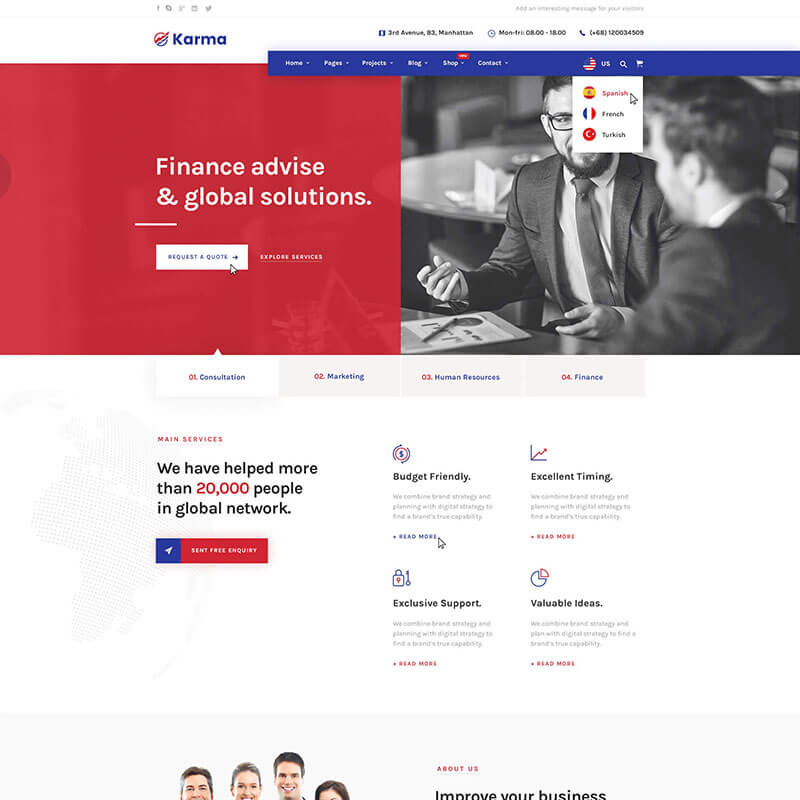 Add an interesting message for your visitors
Karma
3rd Avenue, 83, Manhattan
Mon-fri: 08.00 - 18.00
(+68) 120034509
Home
Pages
Projects
Blog
Shop
new
Contact
US
Spanish
French
Turkish
Finance advise
& global solutions.
REQUEST A QUOTE
EXPLORE SERVICES
01. Consultation
02. Marketing
03. Human Resources
04. Finance
MAIN SERVICES
We have helped more
than 20,000 people
in global network.
SENT FREE ENQUIRY
Budget Friendly.
We combine brand strategy and
planning with digital strategy to
find a brand's true capability.
+ READ MORE
Excellent Timing.
We combine brand strategy and
planning with digital strategy to
find a brand's true capability.
+ READ MORE
Exclusive Support.
We combine brand strategy and
planning with digital strategy to
find a brand's true capability.
+ READ MORE
Valuable Ideas.
We combine brand strategy and
plan with digital strategy to find a
brand's true capability.
+ READ MORE
ABOUT US
Improve your business